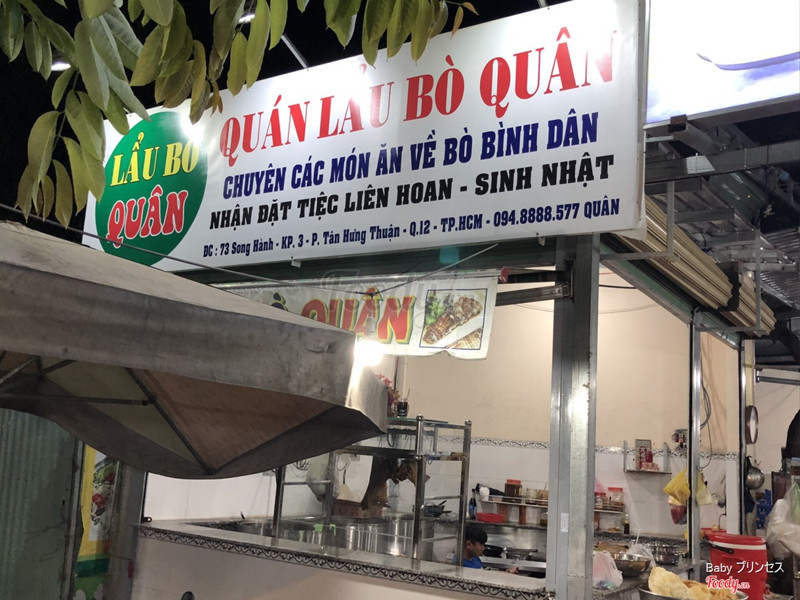 QUÁN LẨU BÒ QUÂN
LẨU BÒ
QUÂN
CHUYÊN CÁC MÓN ĂN VỀ BÒ BÌNH DÂN
NHẬN ĐẶT TIỆC LIÊN HOAN - SINH NHẬT
ĐC : 73 Song Hành - KP. 3 - P. Tân Hưng Thuận - Q.12 - TP.HCM - 094.8888.577 QUÂN
BÒ QUÂN
Baby プリンセス
Foody.vn